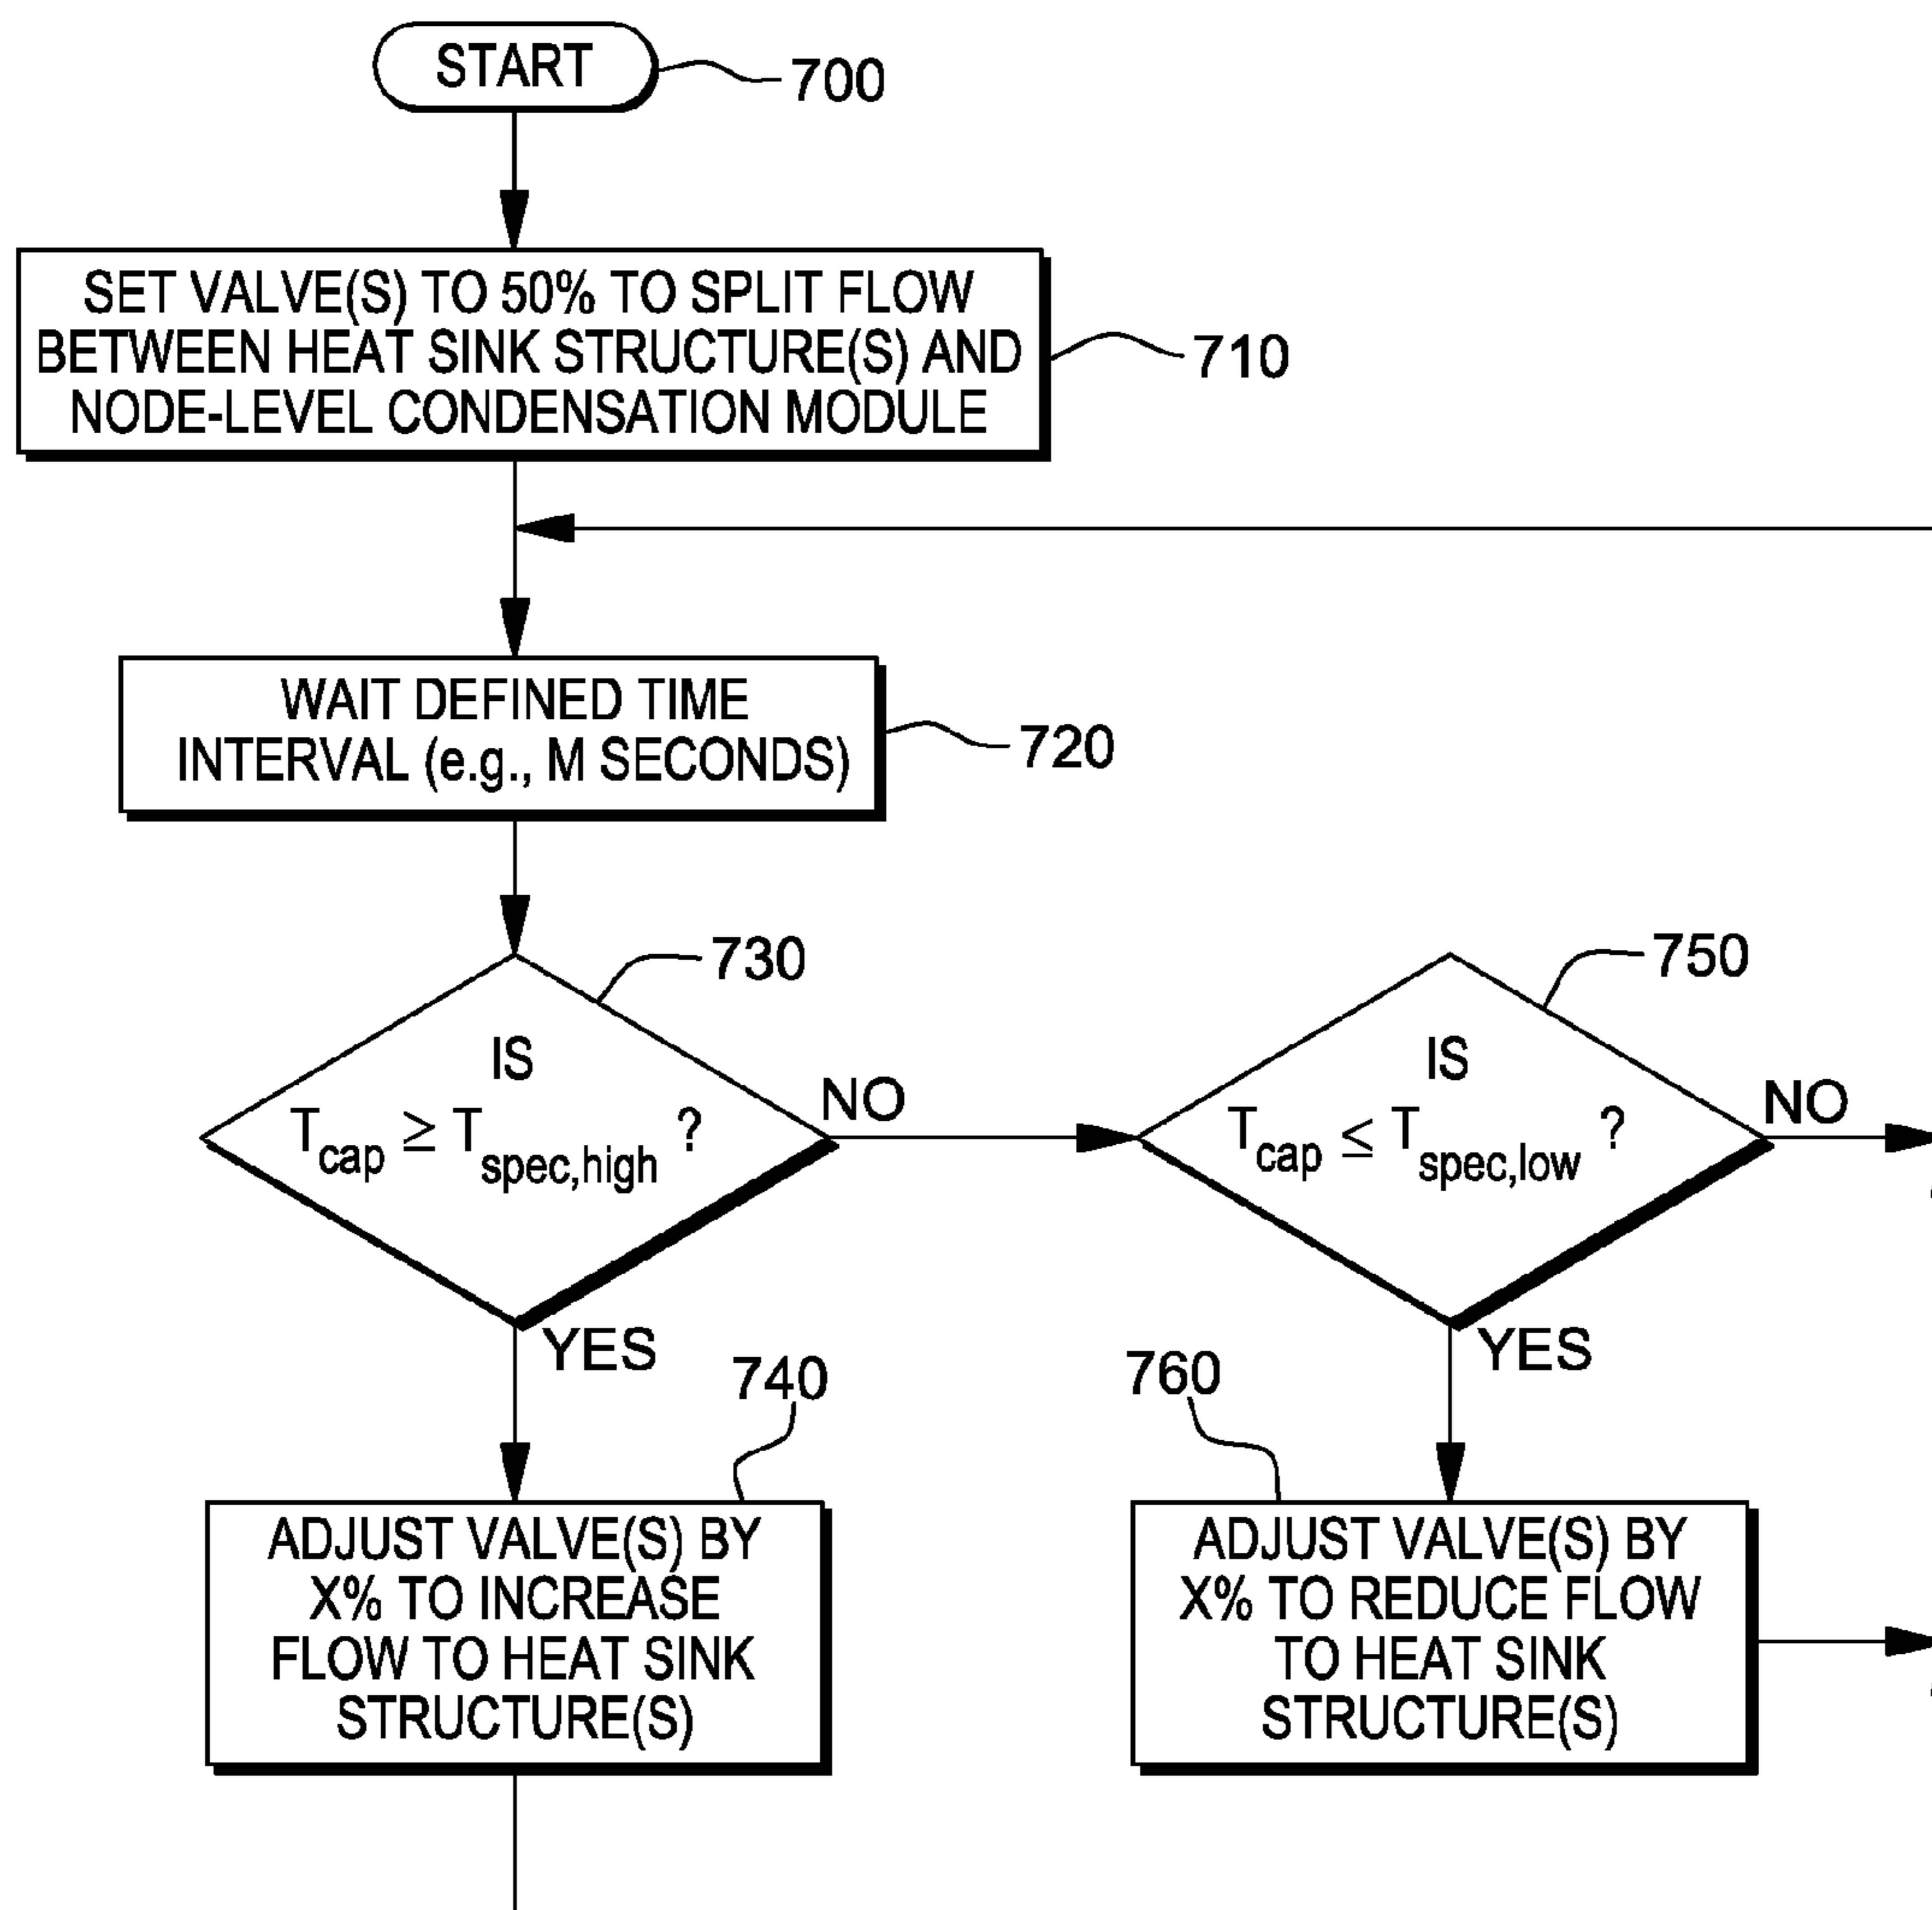 START
700
SET VALVE(S) TO 50% TO SPLIT FLOW
BETWEEN HEAT SINK STRUCTURE(S) AND
NODE-LEVEL CONDENSATION MODULE
710
WAIT DEFINED TIME
INTERVAL (e.g., M SECONDS)
720
730
IS
Tcap ≥ Tspec,high ?
NO
YES
750
IS
Tcap ≤ Tspec,low ?
NO
YES
740
ADJUST VALVE(S) BY
X% TO INCREASE
FLOW TO HEAT SINK
STRUCTURE(S)
760
ADJUST VALVE(S) BY
X% TO REDUCE FLOW
TO HEAT SINK
STRUCTURE(S)